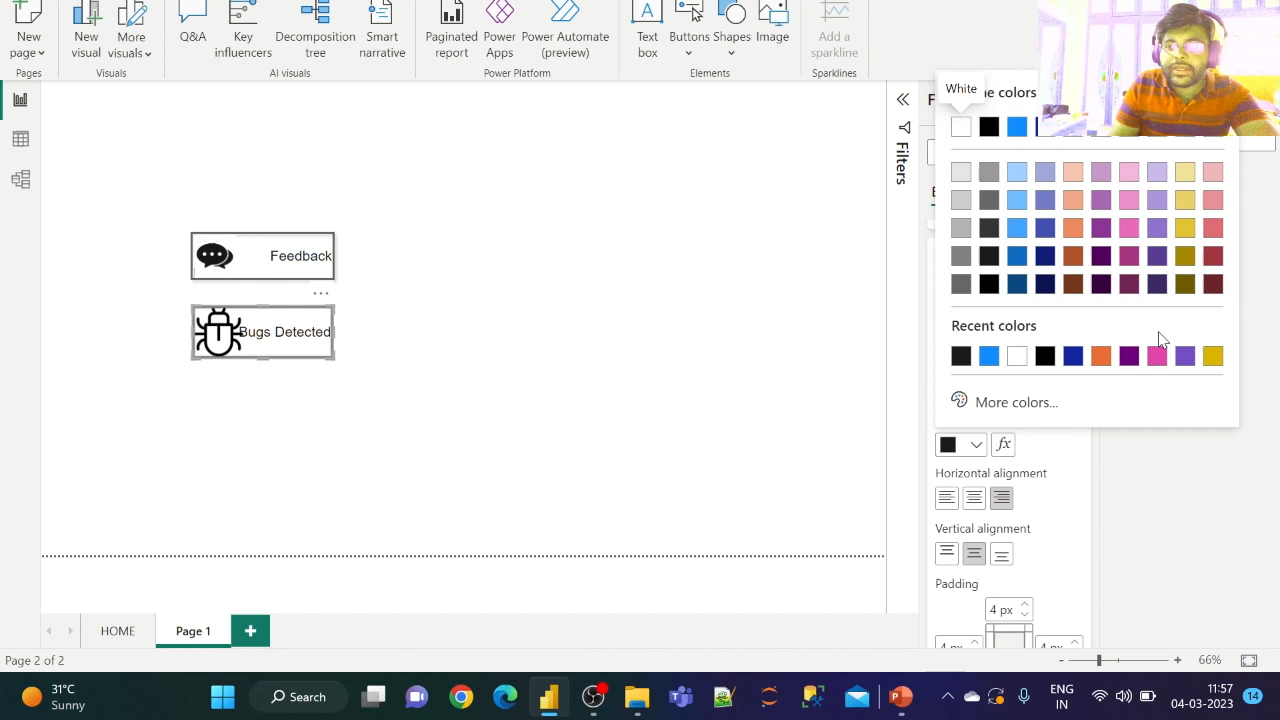 New
page
New
visual
More
visuals
Q&A
Key
influencers
Decomposition
tree
Smart
narrative
Paginated
report
Power
Apps
Power Automate
(preview)
Text
box
Buttons
Shapes
Image
Add a
sparkline
Pages
Visuals
AI visuals
Power Platform
Elements
Sparklines
White
Filters
Feedback
Bugs Detected
Recent colors
More colors...
fx
Horizontal alignment
Vertical alignment
Padding
4 px
HOME
Page 1
Page 2 of 2
66%
31°C
Sunny
Search
ENG
IN
11:57
04-03-2023
14